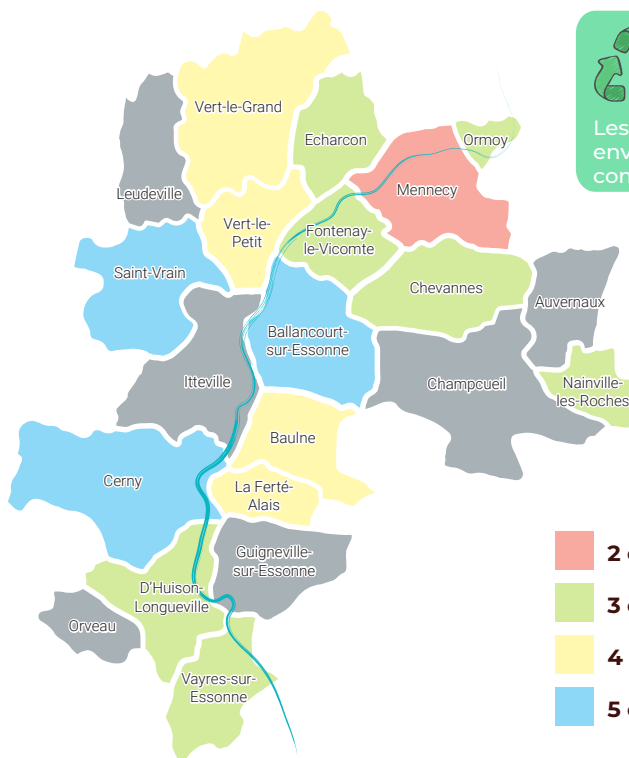 Vert-le-Grand
Echarcon
Ormoy
Les
env
con
Leudeville
Mennecy
Vert-le-
Petit
Fontenay-
le-Vicomte
Saint-Vrain
Chevannes
Auvernaux
Ballancourt-
sur-Essonne
Itteville
Champcueil
Nainville-
les-Roches
Baulne
Cerny
La Ferté-
Alais
Guigneville-
sur-Essonne
D'Huison-
Longueville
Orveau
Vayres-sur-
Essonne
2
3
4
5